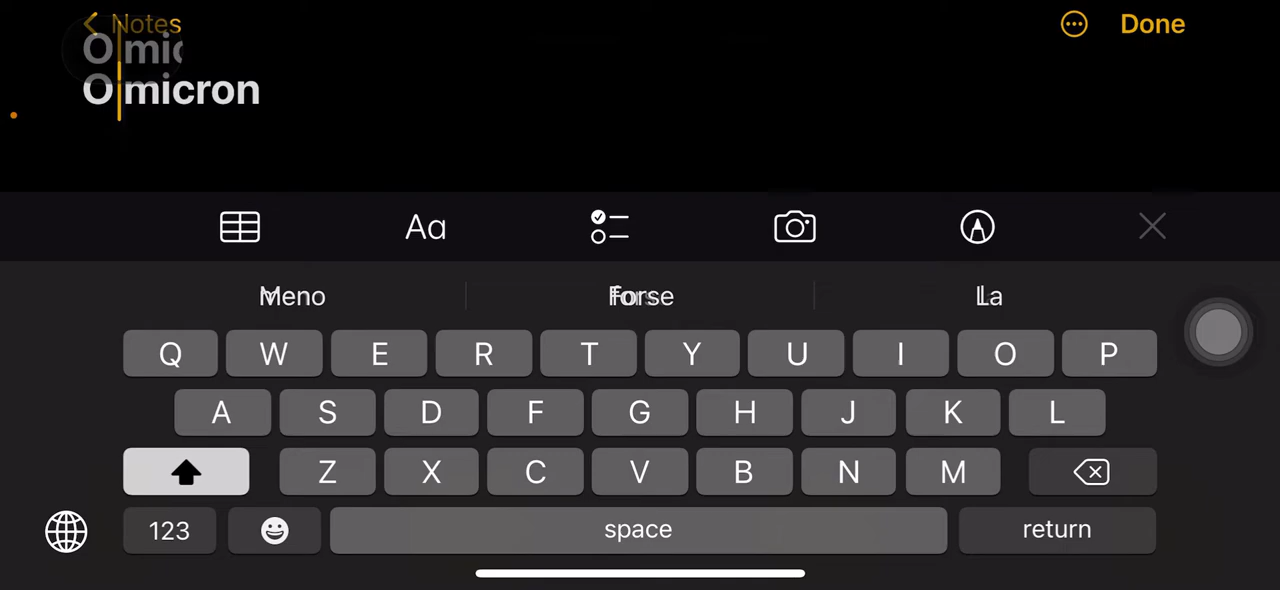 Notes
Done
Omic
Omicron
Aa
Meno
Forse
La
Q W E R T Y U I O P
A S D F G H J K L
Z X C V B N M
123
space
return